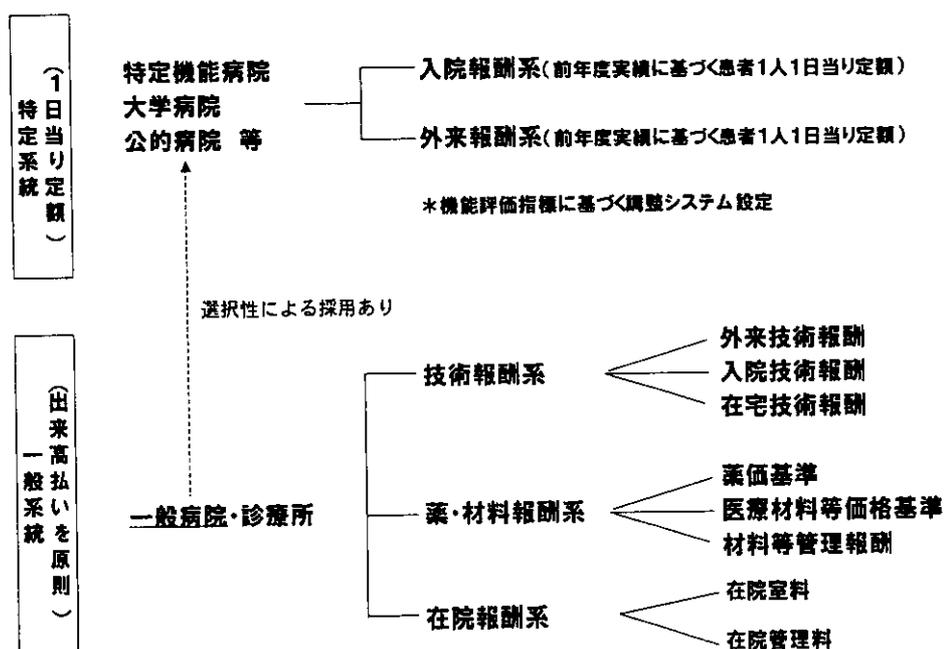 特定系統
(1日当り定額)
特定機能病院
大学病院
公的病院 等
入院報酬系(前年度実績に基づく患者1人1日当り定額)
外来報酬系(前年度実績に基づく患者1人1日当り定額)
*機能評価指標に基づく調整システム設定
選択性による採用あり
一般系統
(出来高払いを原則)
一般病院・診療所
技術報酬系
外来技術報酬
入院技術報酬
在宅技術報酬
薬・材料報酬系
薬価基準
医療材料等価格基準
材料等管理報酬
在院報酬系
在院室料
在院管理料